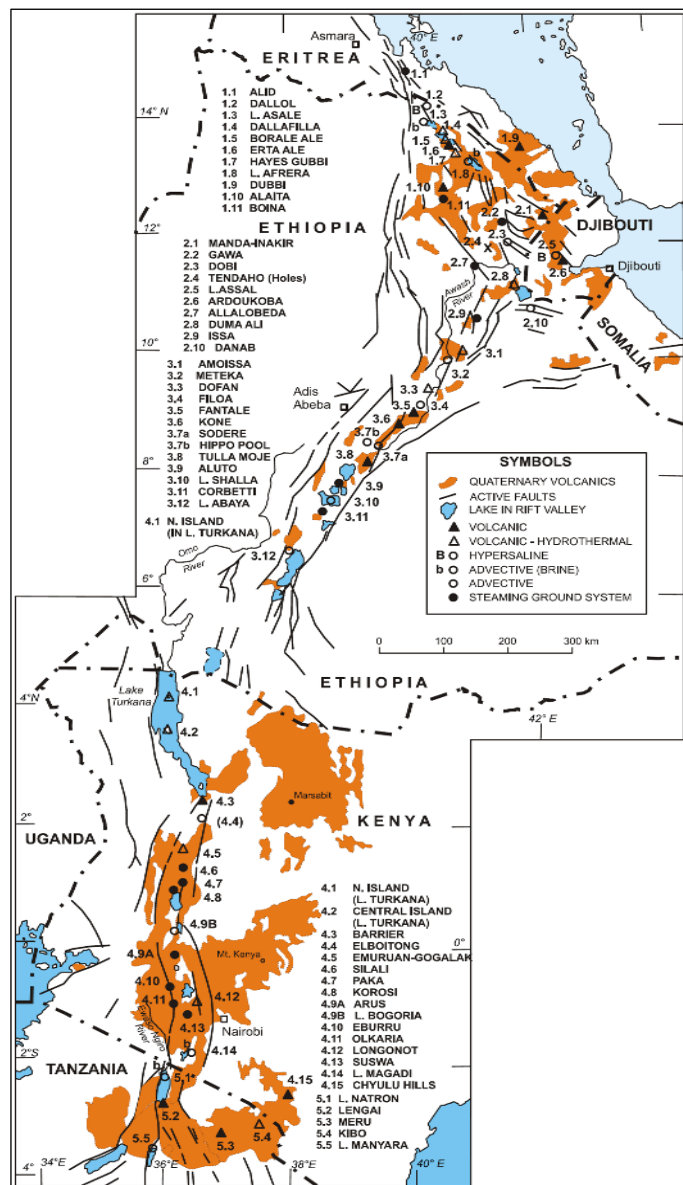 40° E
Asmara
ERITREA
1.1
1.1 ALID
1.2 DALLOL
1.3 L. ASALE
1.4 DALLAFILLA
1.5 BORALE ALE
1.6 ERTA ALE
1.7 HAYES GUBBI
1.8 L. AFRERA
1.9 DUBBI
1.10 ALAITA
1.11 BOINA
14° N
1.2
B
1.3
b
1.4
1.5
1.6
b
1.7
1.8
1.9
1.10
1.11
ETHIOPIA
2.1 MANDA-INAKIR
2.2 GAWA
2.3 DOBI
2.4 TENDAHO (Holes)
2.5 L.ASSAL
2.6 ARDOUKOBA
2.7 ALLALOBEDA
2.8 DUMA ALI
2.9 ISSA
2.10 DANAB
12°
2.1
2.2
2.3
2.4
x
2.5
B
2.6
2.7
2.8
2.9
2.10
DJIBOUTI
Djibouti
Awash
River
SOMALIA
10°
3.1 AMOISSA
3.2 METEKA
3.3 DOFAN
3.4 FILOA
3.5 FANTALE
3.6 KONE
3.7a SODERE
3.7b HIPPO POOL
3.8 TULLA MOJE
3.9 ALUTO
3.10 L. SHALLA
3.11 CORBETTI
3.12 L. ABAYA
4.1 N. ISLAND
(IN L. TURKANA)
Adis
Abeba
3.1
3.2
3.3
3.4
3.5
3.6
3.7b
3.7a
3.8
3.9
3.10
3.11
3.12
8°
Omo
River
6°
SYMBOLS
QUATERNARY VOLCANICS
ACTIVE FAULTS
LAKE IN RIFT VALLEY
VOLCANIC
VOLCANIC - HYDROTHERMAL
B HYPERSALINE
b ADVECTIVE (BRINE)
ADVECTIVE
STEAMING GROUND SYSTEM
0 100 200 300 km
ETHIOPIA
42° E
4°N
Lake
Turkana
4.1
4.2
Marsabit
2°
4.3
(4.4)
KENYA
UGANDA
4.5
4.6
4.7
4.8
4.9B
4.9A
Mt. Kenya
0°
4.10
4.11
4.12
4.13
Nairobi
Ewaso Ngiro
River
b
4.14
4.1 N. ISLAND
(L. TURKANA)
4.2 CENTRAL ISLAND
(L. TURKANA)
4.3 BARRIER
4.4 ELBOITONG
4.5 EMURUAN-GOGALAK
4.6 SILALI
4.7 PAKA
4.8 KOROSI
4.9A ARUS
4.9B L. BOGORIA
4.10 EBURRU
4.11 OLKARIA
4.12 LONGONOT
4.13 SUSWA
4.14 L. MAGADI
4.15 CHYULU HILLS
5.1 L. NATRON
5.2 LENGAI
5.3 MERU
5.4 KIBO
5.5 L. MANYARA
2°S
TANZANIA
b
5.1*
5.2
4.15
5.3
5.4
5.5
4°
34°E
36° E
38° E
40° E